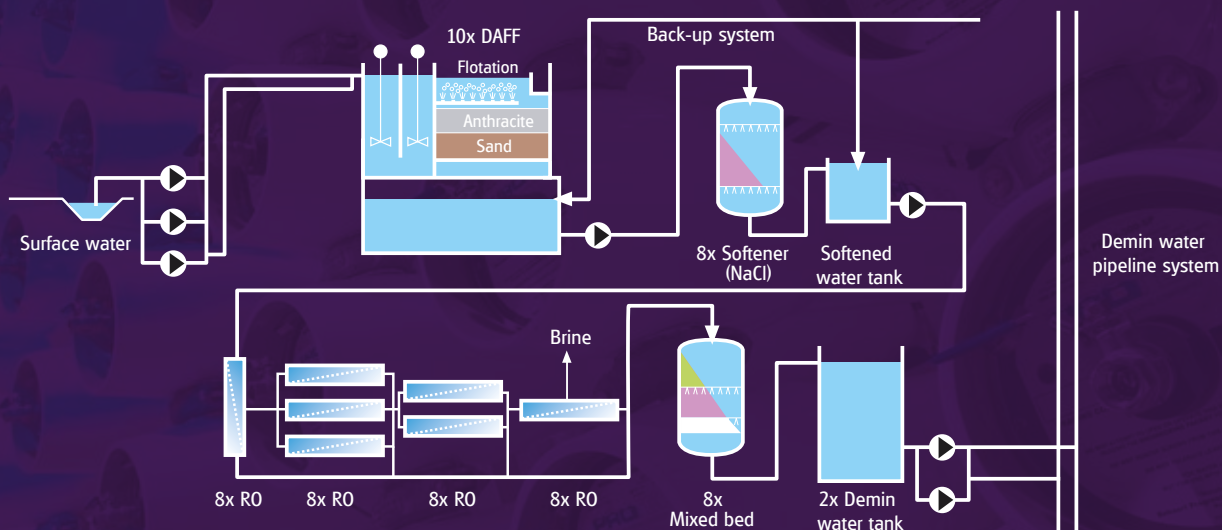 10x DAFF
Back-up system
Flotation
Anthracite
Sand
Surface water
8x Softener
(NaCl)
Softened
water tank
Demin water
pipeline system
Brine
8x RO
8x RO
8x RO
8x RO
8x
Mixed bed
2x Demin
water tank